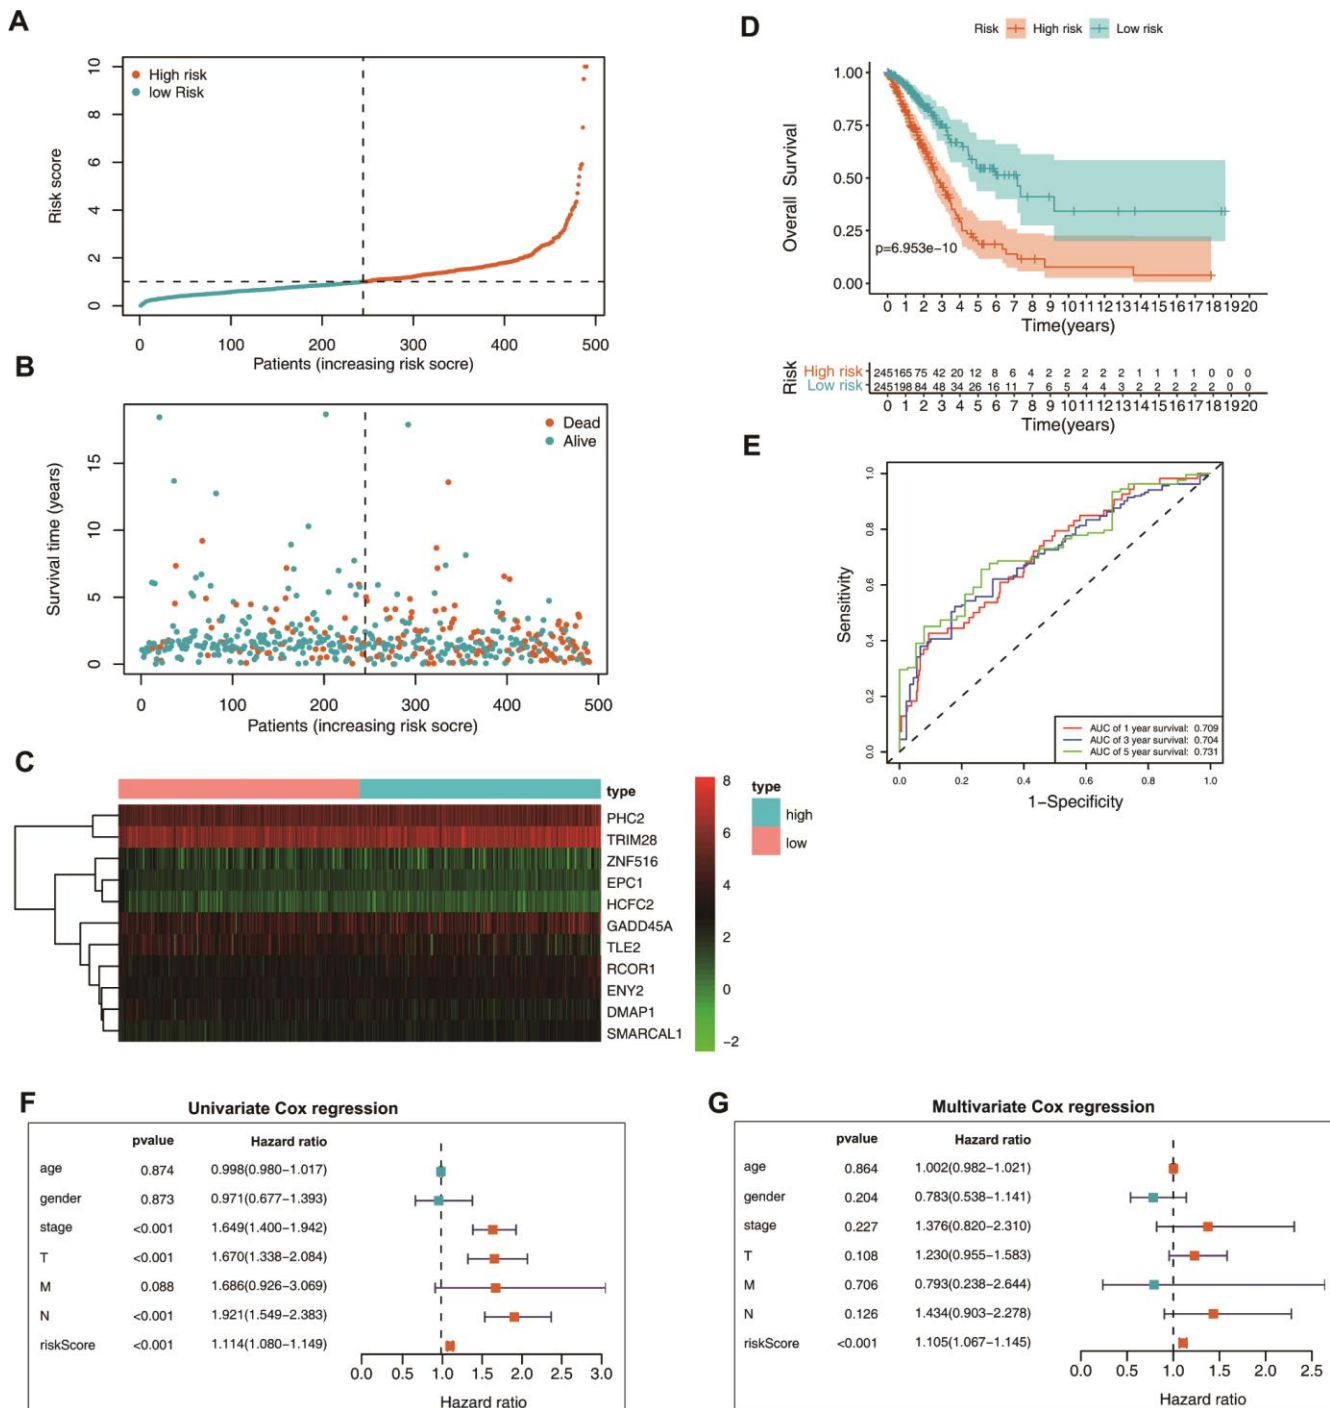 A
High risk
low Risk
Risk score
0
2
4
6
8
10
0 100 200 300 400 500
Patients (increasing risk socre)
B
Dead
Alive
Survival time (years)
0
5
10
15
0 100 200 300 400 500
Patients (increasing risk socre)
C
type
PHC2
TRIM28
ZNF516
EPC1
HCFC2
GADD45A
TLE2
RCOR1
ENY2
DMAP1
SMARCAL1
8
6
4
2
0
−2
type
high
low
D
Risk High risk Low risk
Overall Survival
1.00
0.75
0.50
0.25
0.00
p=6.953e−10
0 1 2 3 4 5 6 7 8 9 10 11 12 13 14 15 16 17 18 19 20
Time(years)
Risk
High risk 245 165 75 42 20 12 8 6 4 2 2 2 2 2 1 1 1 1 0 0 0
Low risk 245 198 84 48 34 26 16 11 7 6 5 4 4 3 2 2 2 2 2 0 0
0 1 2 3 4 5 6 7 8 9 10 11 12 13 14 15 16 17 18 19 20
Time(years)
E
Sensitivity
1.0
0.8
0.6
0.4
0.2
0.0
AUC of 1 year survival: 0.709
AUC of 3 year survival: 0.704
AUC of 5 year survival: 0.731
0.0 0.2 0.4 0.6 0.8 1.0
1−Specificity
F
Univariate Cox regression
pvalue Hazard ratio
age 0.874 0.998(0.980−1.017)
gender 0.873 0.971(0.677−1.393)
stage <0.001 1.649(1.400−1.942)
T <0.001 1.670(1.338−2.084)
M 0.088 1.686(0.926−3.069)
N <0.001 1.921(1.549−2.383)
riskScore <0.001 1.114(1.080−1.149)
0.0 0.5 1.0 1.5 2.0 2.5 3.0
Hazard ratio
G
Multivariate Cox regression
pvalue Hazard ratio
age 0.864 1.002(0.982−1.021)
gender 0.204 0.783(0.538−1.141)
stage 0.227 1.376(0.820−2.310)
T 0.108 1.230(0.955−1.583)
M 0.706 0.793(0.238−2.644)
N 0.126 1.434(0.903−2.278)
riskScore <0.001 1.105(1.067−1.145)
0.0 0.5 1.0 1.5 2.0 2.5
Hazard ratio